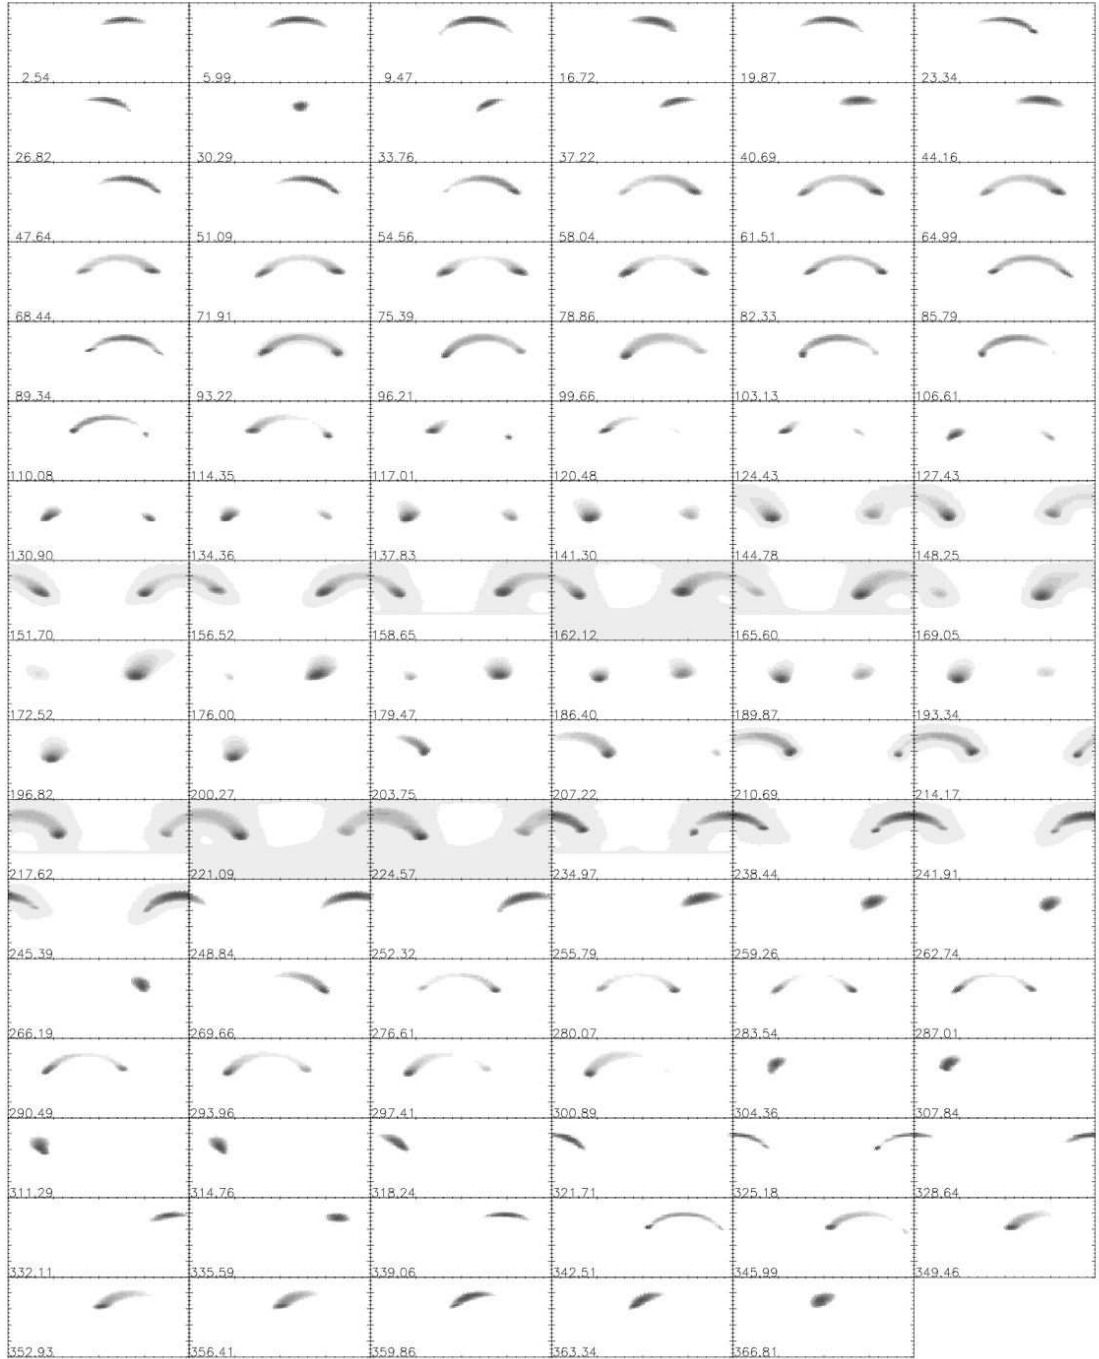 2.54, 5.99, 9.47, 16.72, 19.87, 23.34,
26.82, 30.29, 33.76, 37.22, 40.69, 44.16,
47.64, 51.09, 54.56, 58.04, 61.51, 64.99,
68.44, 71.91, 75.39, 78.86, 82.33, 85.79,
89.34, 93.22, 96.21, 99.66, 103.13, 106.61,
110.08, 114.35, 117.01, 120.48, 124.43, 127.43,
130.90, 134.36, 137.83, 141.30, 144.78, 148.25,
151.70, 156.52, 158.65, 162.12, 165.60, 169.05,
172.52, 176.00, 179.47, 186.40, 189.87, 193.34,
196.82, 200.27, 203.75, 207.22, 210.69, 214.17,
217.62, 221.09, 224.57, 234.97, 238.44, 241.91,
245.39, 248.84, 252.32, 255.79, 259.26, 262.74,
266.19, 269.66, 276.61, 280.07, 283.54, 287.01,
290.49, 293.96, 297.41, 300.89, 304.36, 307.84,
311.29, 314.76, 318.24, 321.71, 325.18, 328.64,
332.11, 335.59, 339.06, 342.51, 345.99, 349.46,
352.93, 356.41, 359.86, 363.34, 366.81,